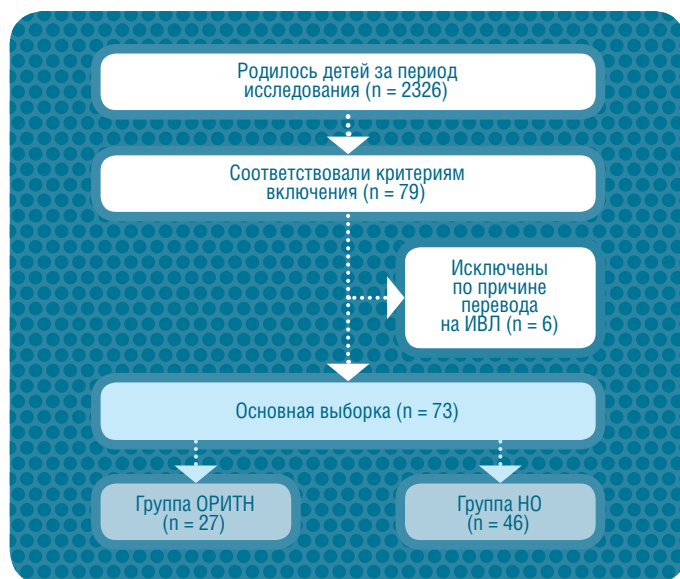 Родилось детей за период
исследования (n = 2326)
Соответствовали критериям
включения (n = 79)
Исключены
по причине
перевода
на ИВЛ (n = 6)
Основная выборка (n = 73)
Группа ОРИТН
(n = 27)
Группа НО
(n = 46)